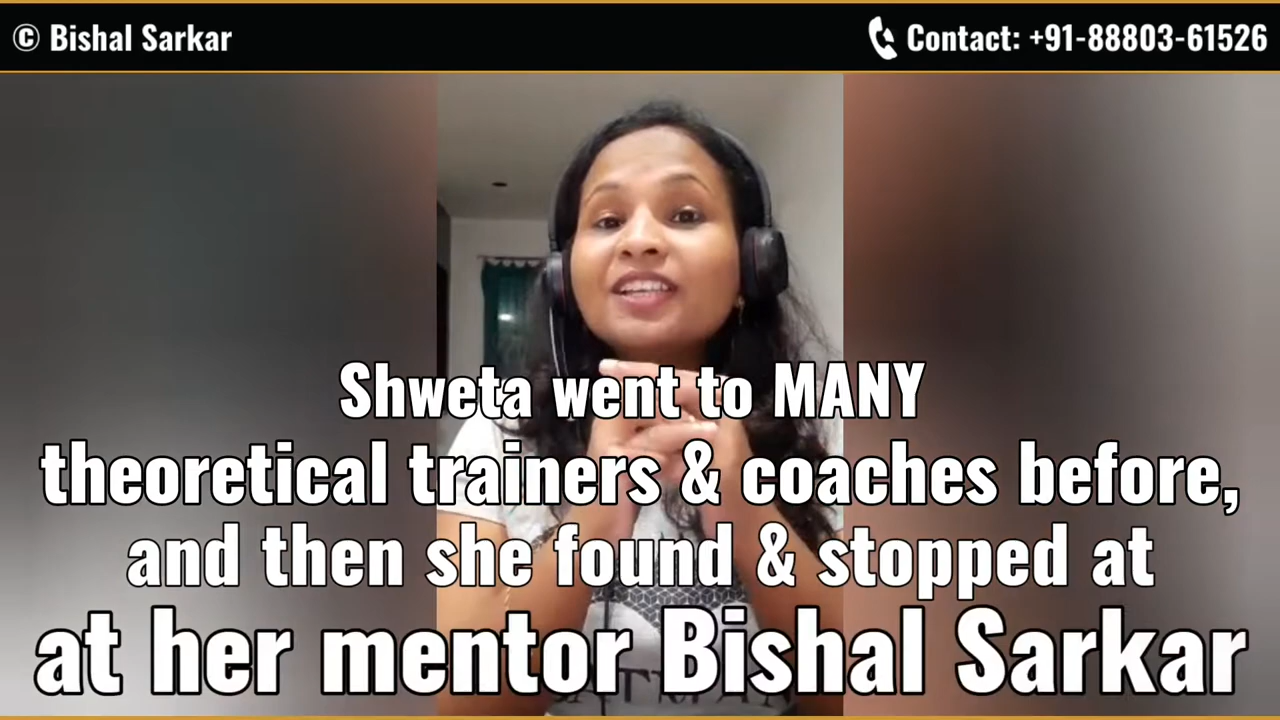 © Bishal Sarkar
Contact: +91-88803-61526
Shweta went to MANY
theoretical trainers & coaches before,
and then she found & stopped at
at her mentor Bishal Sarkar